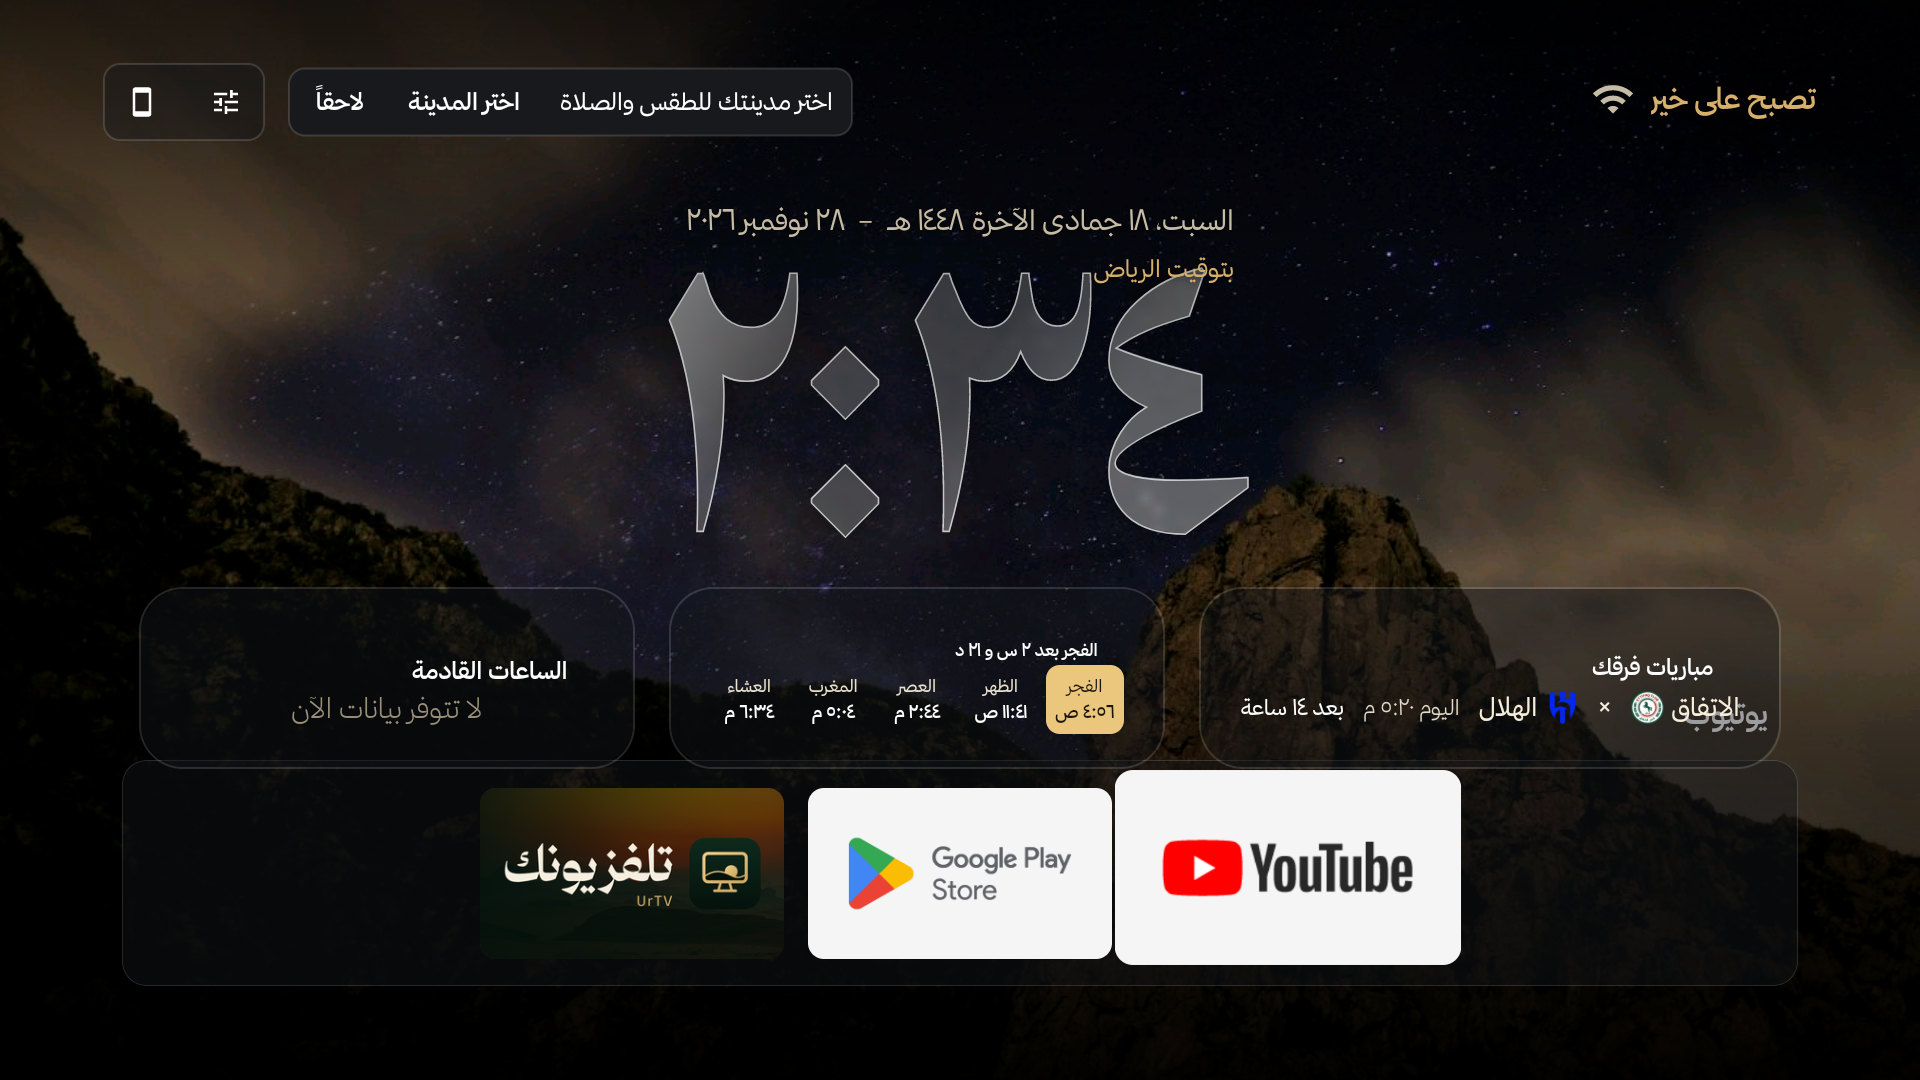 تصبح على خير
اختر مدينتك للطقس والصلاة
اختر المدينة
لاحقاً
السبت، ١٨ جمادى الآخرة ١٤٤٨ هـ – ٢٨ نوفمبر ٢٠٢٦
بتوقيت الرياض
٢:٣٤
مباريات فرقك
الاتفاق × الهلال اليوم ٥:٢٠ م بعد ١٤ ساعة
يوتيوب
الفجر بعد ٢ س و ٢١ د
الفجر الظهر العصر المغرب العشاء
٤:٥٦ ص ١١:٤١ ص ٢:٤٤ م ٥:٠٤ م ٦:٣٤ م
الساعات القادمة
لا تتوفر بيانات الآن
YouTube
Google Play
Store
تلفزيونك
UrTV